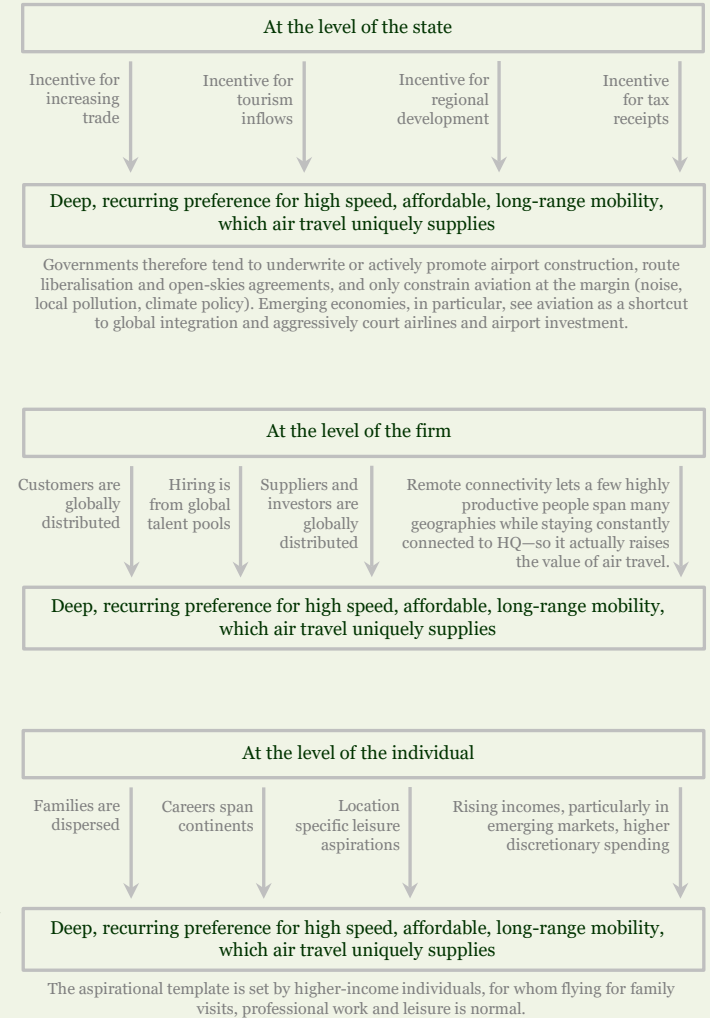 At the level of the state
Incentive for
increasing
trade
Incentive for
tourism
inflows
Incentive for
regional
development
Incentive
for tax
receipts
Deep, recurring preference for high speed, affordable, long-range mobility,
which air travel uniquely supplies
Governments therefore tend to underwrite or actively promote airport construction, route
liberalisation and open-skies agreements, and only constrain aviation at the margin (noise,
local pollution, climate policy). Emerging economies, in particular, see aviation as a shortcut
to global integration and aggressively court airlines and airport investment.
At the level of the firm
Customers are
globally
distributed
Hiring is
from global
talent pools
Suppliers and
investors are
globally
distributed
Remote connectivity lets a few highly
productive people span many
geographies while staying constantly
connected to HQ—so it actually raises
the value of air travel.
Deep, recurring preference for high speed, affordable, long-range mobility,
which air travel uniquely supplies
At the level of the individual
Families are
dispersed
Careers span
continents
Location
specific leisure
aspirations
Rising incomes, particularly in
emerging markets, higher
discretionary spending
Deep, recurring preference for high speed, affordable, long-range mobility,
which air travel uniquely supplies
The aspirational template is set by higher-income individuals, for whom flying for family
visits, professional work and leisure is normal.